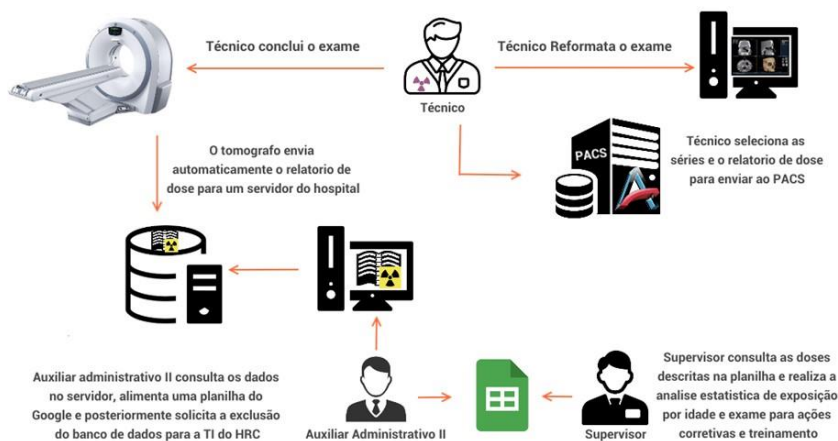 Técnico conclui o exame
Técnico Reformata o exame
Técnico
O tomografo envia
automaticamente o relatorio de
dose para um servidor do hospital
PACS
Técnico seleciona as
séries e o relatorio de dose
para enviar ao PACS
Auxiliar administrativo II consulta os dados
no servidor, alimenta uma planilha do
Google e posteriormente solicita a exclusão
do banco de dados para a TI do HRC
Auxiliar Administrativo II
Supervisor
Supervisor consulta as doses
descritas na planilha e realiza a
analise estatistica de exposição
por idade e exame para ações
corretivas e treinamento